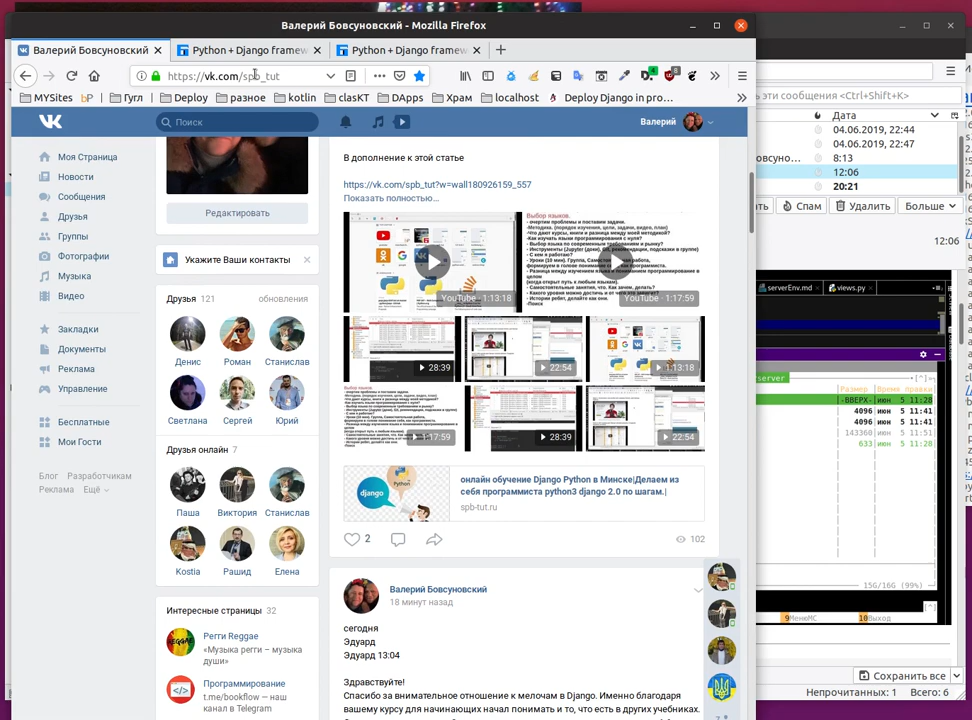 Валерий Бовсуновский - Mozilla Firefox
Валерий Бовсуновский
Python + Django framew
Python + Django framew
https://vk.com/spb_tut
MYSites
bP
Гугл
Deploy
разное
kotlin
clasKT
DApps
Храм
localhost
Deploy Django in pro...
Поиск
Валерий
Моя Страница
Новости
Сообщения
Друзья
Группы
Фотографии
Музыка
Видео
Закладки
Документы
Реклама
Управление
Бесплатные
Мои Гости
Блог Разработчикам
Реклама Ещё
Редактировать
Укажите Ваши контакты
Друзья 121
обновления
Денис
Роман
Станислав
Светлана
Сергей
Юрий
Друзья онлайн 7
Паша
Виктория
Станислав
Kostia
Рашид
Елена
Интересные страницы 32
Регги Reggae
«Музыка регги – музыка
души»
Программирование
t.me/bookflow — наш
канал в Telegram
В дополнение к этой статье
https://vk.com/spb_tut?w=wall180926159_557
Показать полностью...
YouTube · 1:13:18
Выбор языков.
YouTube · 1:17:59
28:39
22:54
1:13:18
1:17:59
28:39
22:54
django
Python
онлайн обучение Django Python в Минске|Делаем из
себя программиста python3 django 2.0 по шагам.|
spb-tut.ru
2
102
Валерий Бовсуновский
18 минут назад
сегодня
Эдуард
Эдуард 13:04
Здравствуйте!
Спасибо за внимательное отношение к мелочам в Django. Именно благодаря
вашему курсу для начинающих начал понимать и то, что есть в других учебниках.
эти сообщения <Ctrl+Shift+K>
Дата
04.06.2019, 22:44
04.06.2019, 22:47
8:13
12:06
20:21
Спам
Удалить
Больше
12:06
serverEnv.md
views.py
server
Размер
Время правки
-ВВЕРХ- июн 5 11:28
4096 июн 5 11:41
4096 июн 5 11:41
143360 июн 5 11:51
633 июн 5 11:28
15G/16G (99%)
9МенюМС
10Выход
Сохранить все
Непрочитанных: 1
Всего: 6